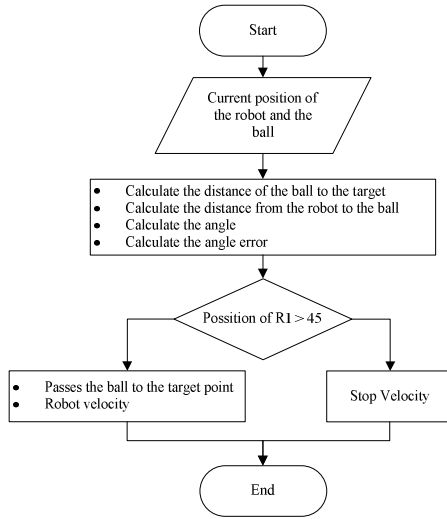 Start
Current position of
the robot and the
ball
• Calculate the distance of the ball to the target
• Calculate the distance from the robot to the ball
• Calculate the angle
• Calculate the angle error
Possition of R1 > 45
• Passes the ball to the target point
• Robot velocity
Stop Velocity
End